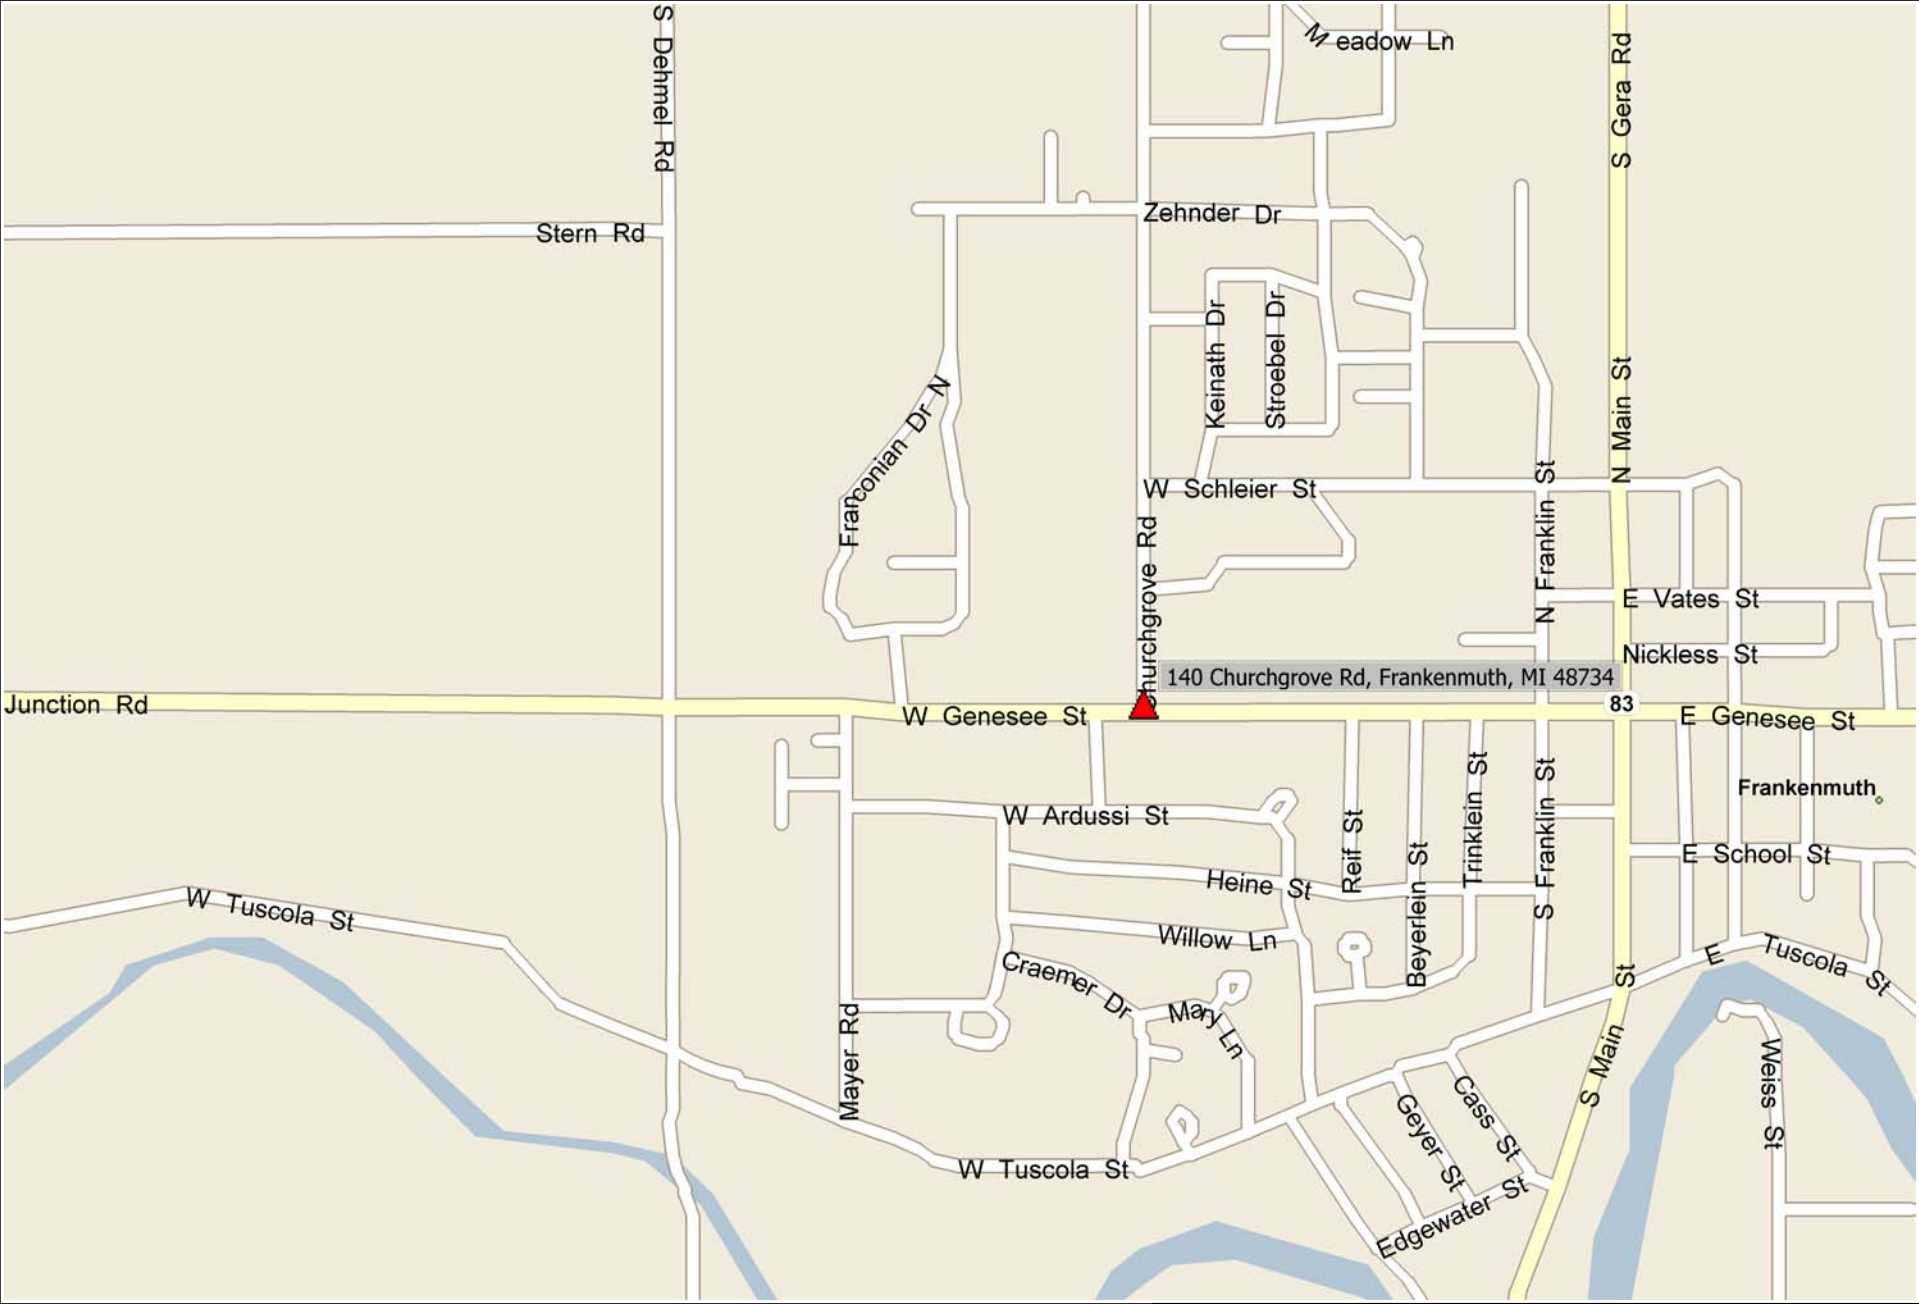 S Dehmel Rd
Meadow Ln
S Gera Rd
Stern Rd
Zehnder Dr
Keinath Dr
Stroebel Dr
N Main St
Franconian Dr N
W Schleier St
N Franklin St
Churchgrove Rd
E Vates St
Nickless St
140 Churchgrove Rd, Frankenmuth, MI 48734
Junction Rd
W Genesee St
83
E Genesee St
Frankenmuth
W Ardussi St
Reif St
Beyerlein St
Trinklein St
S Franklin St
E School St
Heine St
W Tuscola St
Willow Ln
Craemer Dr
Mary Ln
E Tuscola St
Mayer Rd
S Main St
Weiss St
Cass St
Geyer St
W Tuscola St
Edgewater St